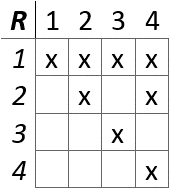 R 1 2 3 4
1 x x x x
2 x x
3 x
4 x